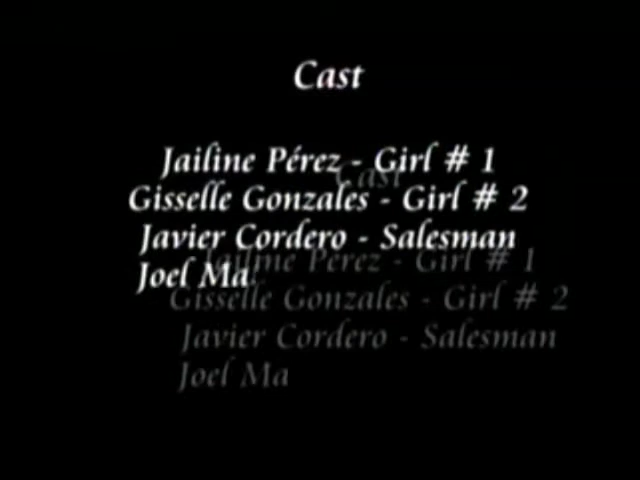 Cast
Jailine Pérez - Girl # 1
Gisselle Gonzales - Girl # 2
Javier Cordero - Salesman
Joel Ma
Cast
Jailine Pérez - Girl # 1
Gisselle Gonzales - Girl # 2
Javier Cordero - Salesman
Joel Ma